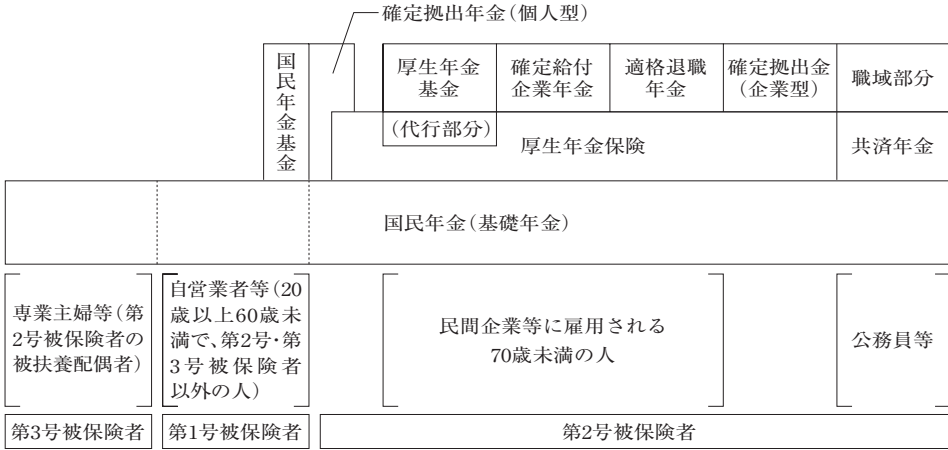 確定拠出年金(個人型)
国民年金基金
厚生年金
基金
確定給付
企業年金
適格退職
年金
確定拠出金
(企業型)
職域部分
(代行部分)
厚生年金保険
共済年金
国民年金(基礎年金)
専業主婦等(第
2号被保険者の
被扶養配偶者)
自営業者等(20
歳以上60歳未
満で、第2号・第
3号被保険者
以外の人)
民間企業等に雇用される
70歳未満の人
公務員等
第3号被保険者
第1号被保険者
第2号被保険者